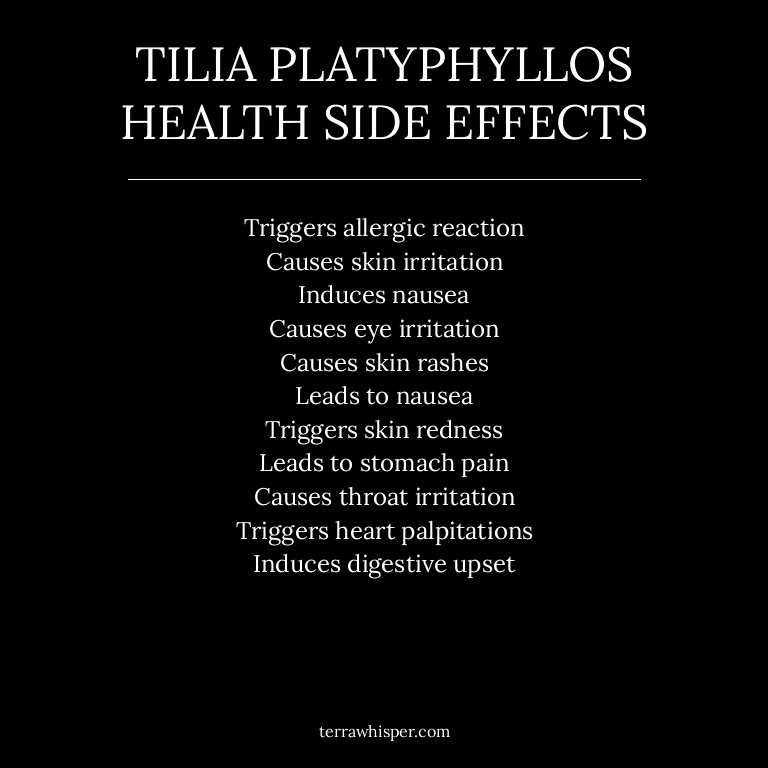 TILIA PLATYPHYLLOS
HEALTH SIDE EFFECTS
Triggers allergic reaction
Causes skin irritation
Induces nausea
Causes eye irritation
Causes skin rashes
Leads to nausea
Triggers skin redness
Leads to stomach pain
Causes throat irritation
Triggers heart palpitations
Induces digestive upset
terrawhisper.com